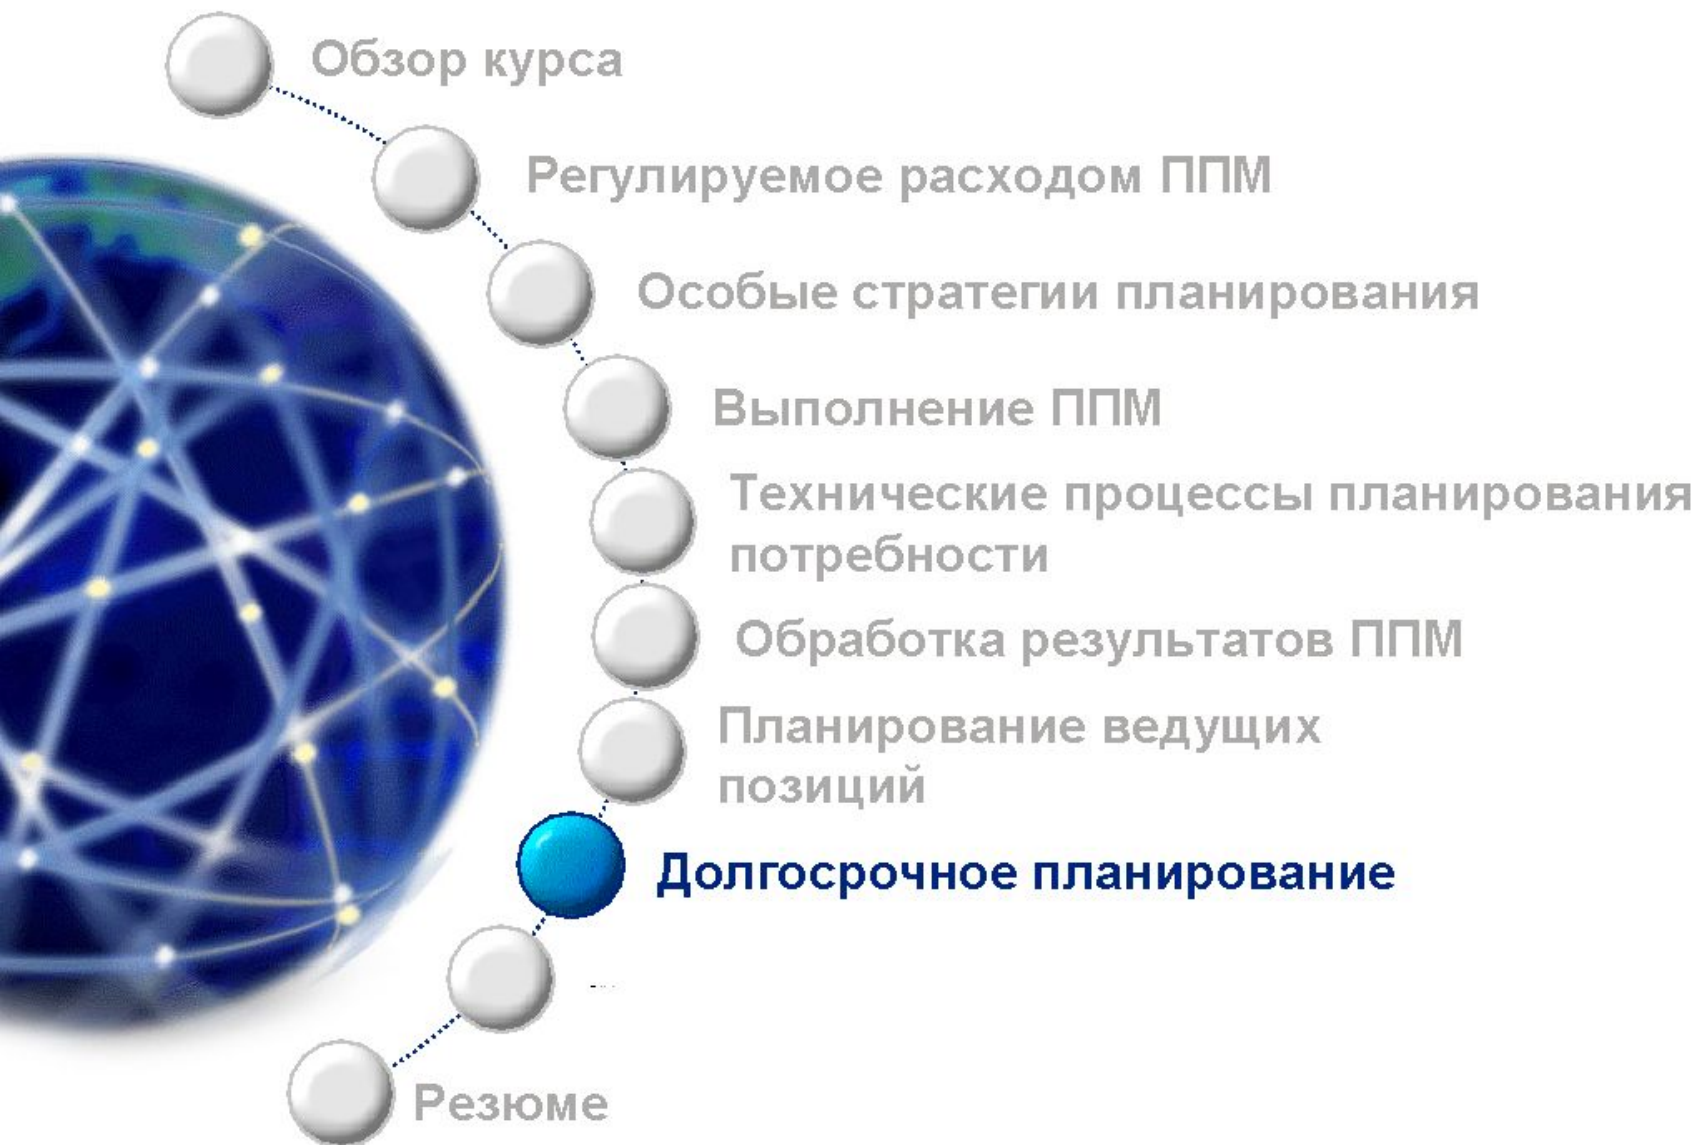 Обзор курса
Регулируемое расходом ППМ
Особые стратегии планирования
Выполнение ППМ
Технические процессы планирования
потребности
Обработка результатов ППМ
Планирование ведущих
позиций
Долгосрочное планирование
Резюме